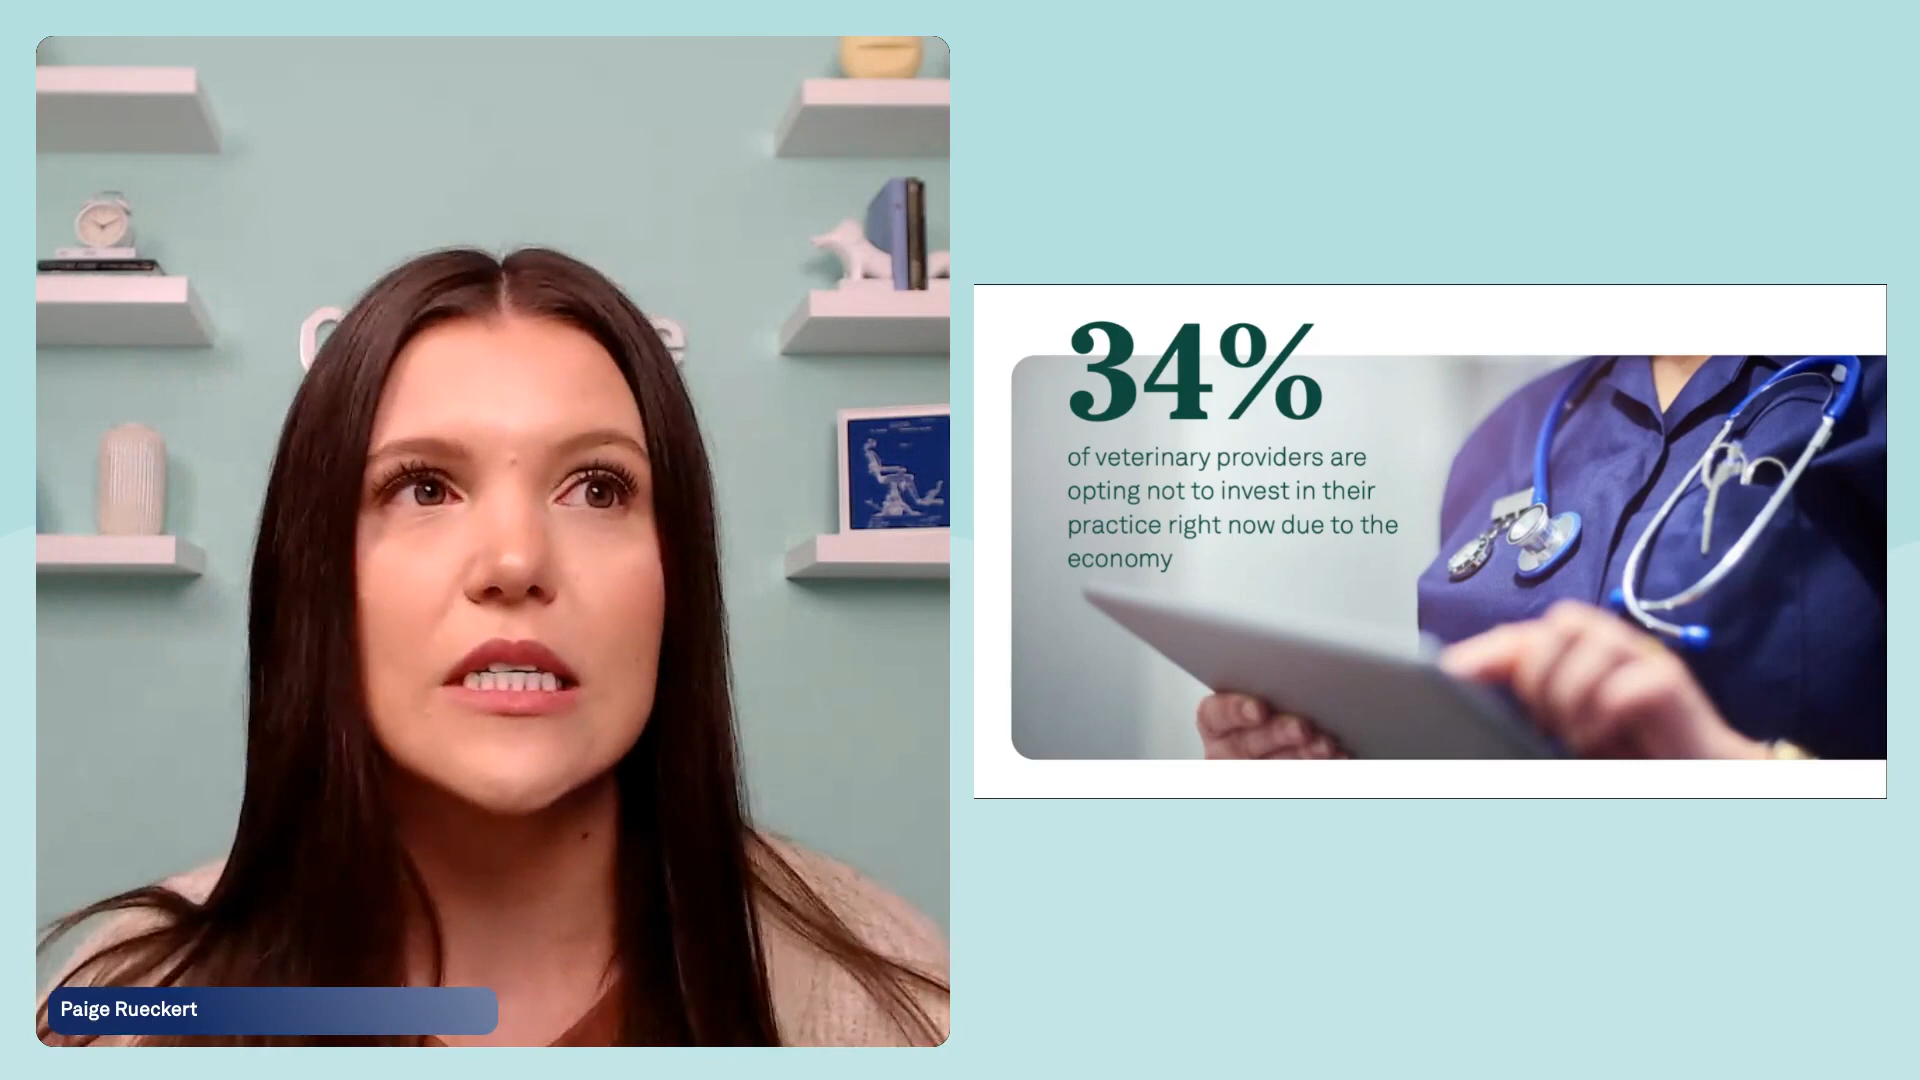 34%
of veterinary providers are
opting not to invest in their
practice right now due to the
economy
Paige Rueckert